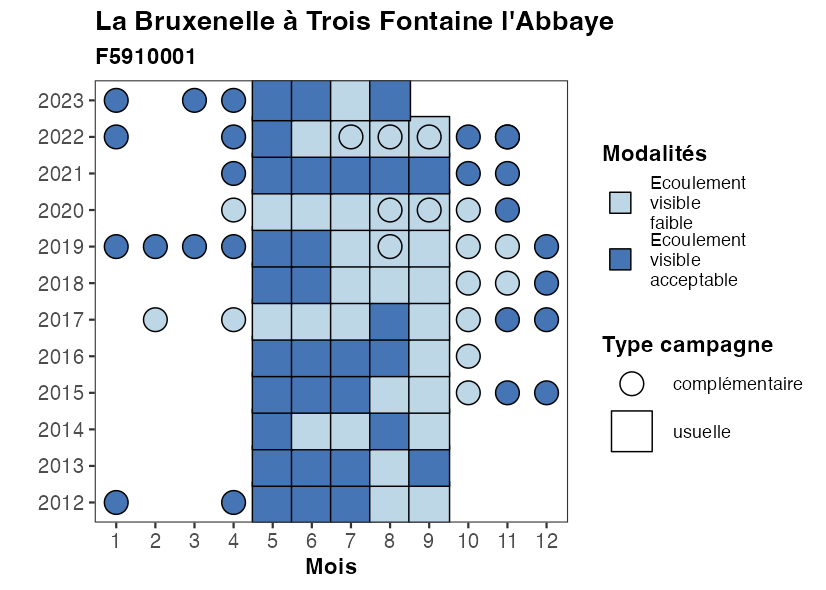 La Bruxenelle à Trois Fontaine l'Abbaye
F5910001
2023
2022
2021
2020
2019
2018
2017
2016
2015
2014
2013
2012
1 2 3 4 5 6 7 8 9 10 11 12
Mois
Modalités
Ecoulement
visible
faible
Ecoulement
visible
acceptable
Type campagne
complémentaire
usuelle